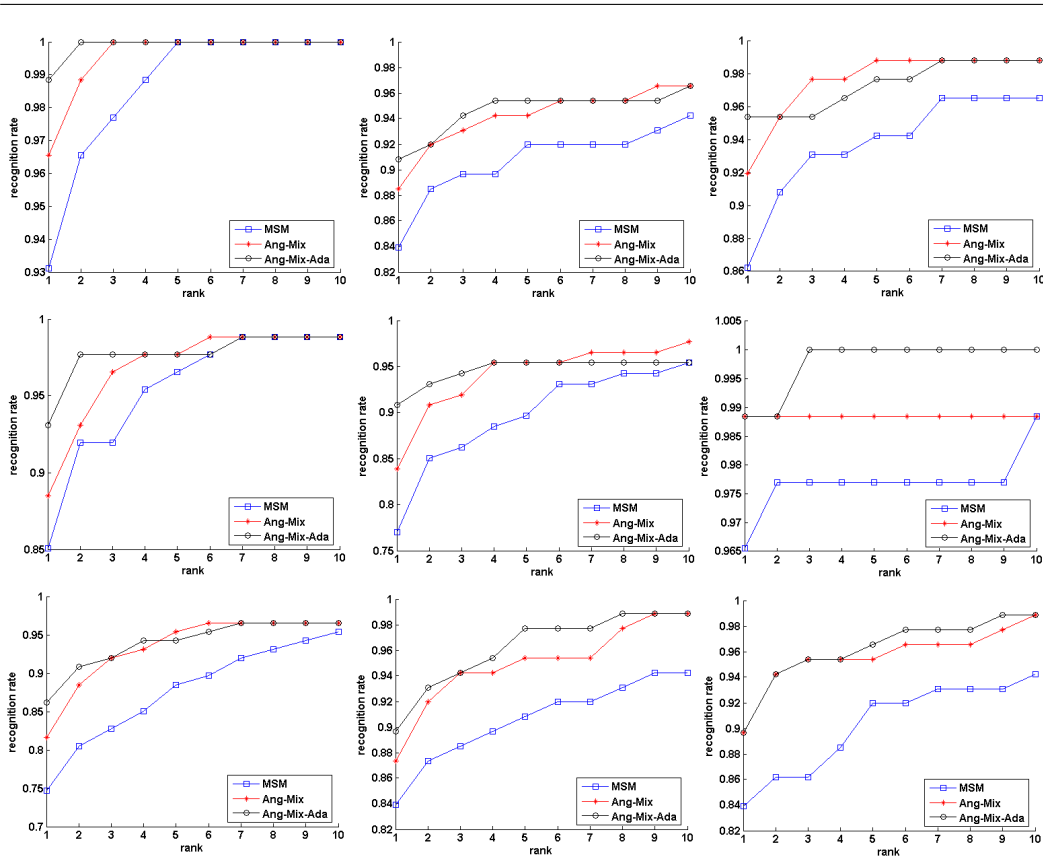 1
0.99
0.98
0.97
0.96
0.95
0.94
0.93
recognition rate
1 2 3 4 5 6 7 8 9 10
rank
MSM
Ang-Mix
Ang-Mix-Ada
1
0.98
0.96
0.94
0.92
0.9
0.88
0.86
0.84
0.82
recognition rate
1 2 3 4 5 6 7 8 9 10
rank
MSM
Ang-Mix
Ang-Mix-Ada
1
0.98
0.96
0.94
0.92
0.9
0.88
0.86
recognition rate
1 2 3 4 5 6 7 8 9 10
rank
MSM
Ang-Mix
Ang-Mix-Ada
1
0.95
0.9
0.85
recognition rate
1 2 3 4 5 6 7 8 9 10
rank
MSM
Ang-Mix
Ang-Mix-Ada
1
0.95
0.9
0.85
0.8
0.75
recognition rate
1 2 3 4 5 6 7 8 9 10
rank
MSM
Ang-Mix
Ang-Mix-Ada
1.005
1
0.995
0.99
0.985
0.98
0.975
0.97
0.965
recognition rate
1 2 3 4 5 6 7 8 9 10
rank
MSM
Ang-Mix
Ang-Mix-Ada
1
0.95
0.9
0.85
0.8
0.75
0.7
recognition rate
1 2 3 4 5 6 7 8 9 10
rank
MSM
Ang-Mix
Ang-Mix-Ada
1
0.98
0.96
0.94
0.92
0.9
0.88
0.86
0.84
0.82
recognition rate
1 2 3 4 5 6 7 8 9 10
rank
MSM
Ang-Mix
Ang-Mix-Ada
1
0.98
0.96
0.94
0.92
0.9
0.88
0.86
0.84
0.82
recognition rate
1 2 3 4 5 6 7 8 9 10
rank
MSM
Ang-Mix
Ang-Mix-Ada